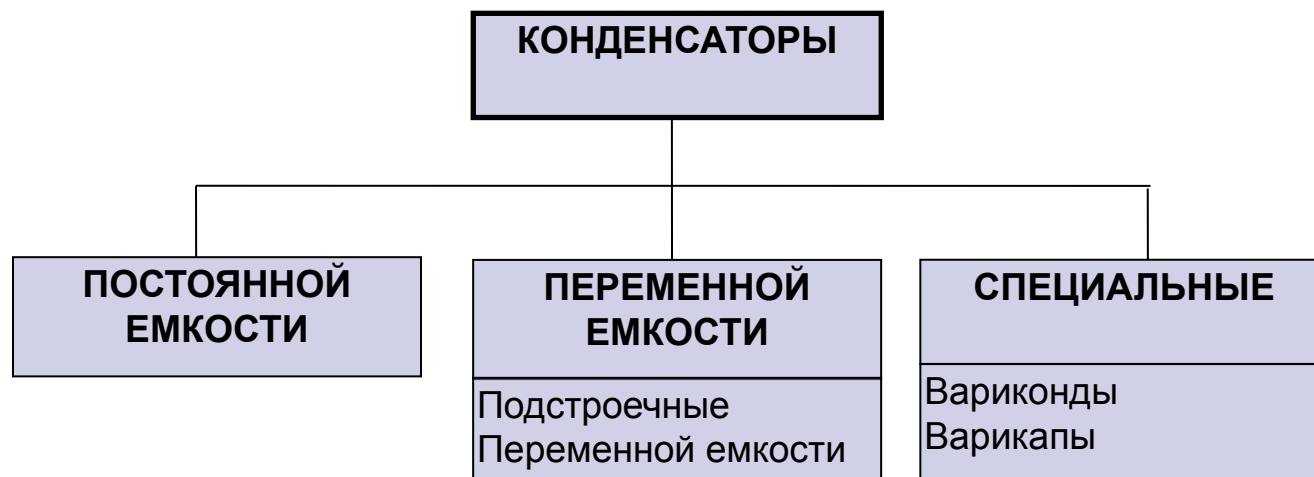 КОНДЕНСАТОРЫ
ПОСТОЯННОЙ
ЕМКОСТИ
ПЕРЕМЕННОЙ
ЕМКОСТИ
Подстроечные
Переменной емкости
СПЕЦИАЛЬНЫЕ
Вариконды
Варикапы